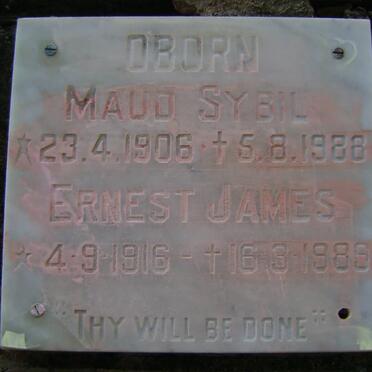 OBORN
MAUD SYBIL
* 23.4.1906 - † 5.8.1988
ERNEST JAMES
* 4.9.1916 - † 16.3.1989
"THY WILL BE DONE"